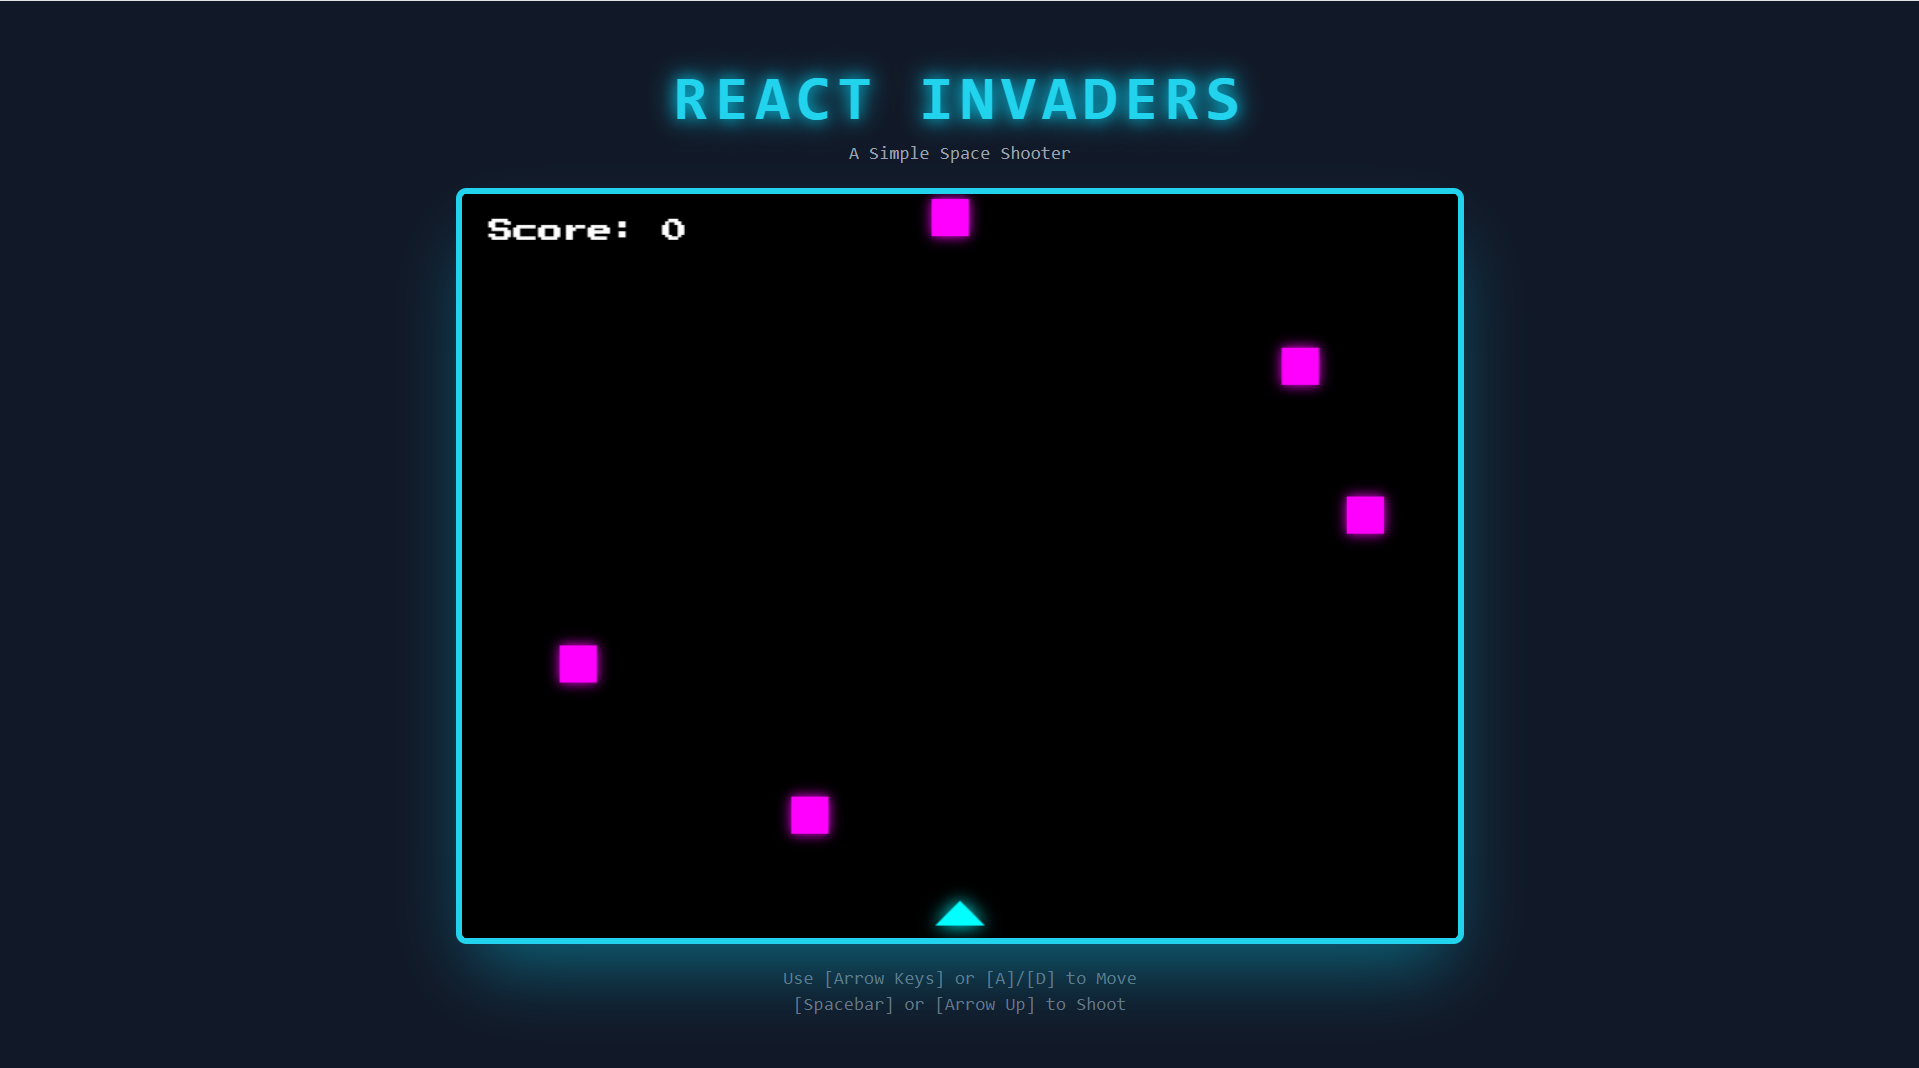 REACT INVADERS
A Simple Space Shooter
Score: 0
Use [Arrow Keys] or [A]/[D] to Move
[Spacebar] or [Arrow Up] to Shoot